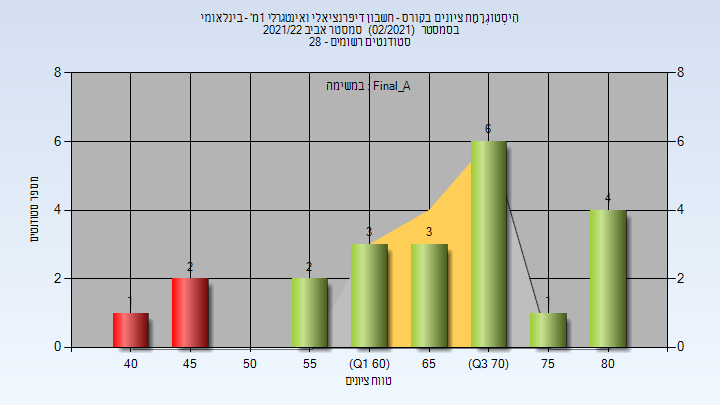 היסטוגרמת ציונים בקורס - חשבון דיפרנציאלי ואינטגרלי 1מ' - בינלאומי
בסמסטר (02/2021) סמסטר אביב 2021/22
סטודנטים רשומים - 28
במשימה : Final_A
8 8
6 6
4 4
2 2
0 0
1 2 2 3 3 6 1 4
40 45 50 55 (Q1 60) 65 (Q3 70) 75 80
מספר סטודנטים
טווח ציונים